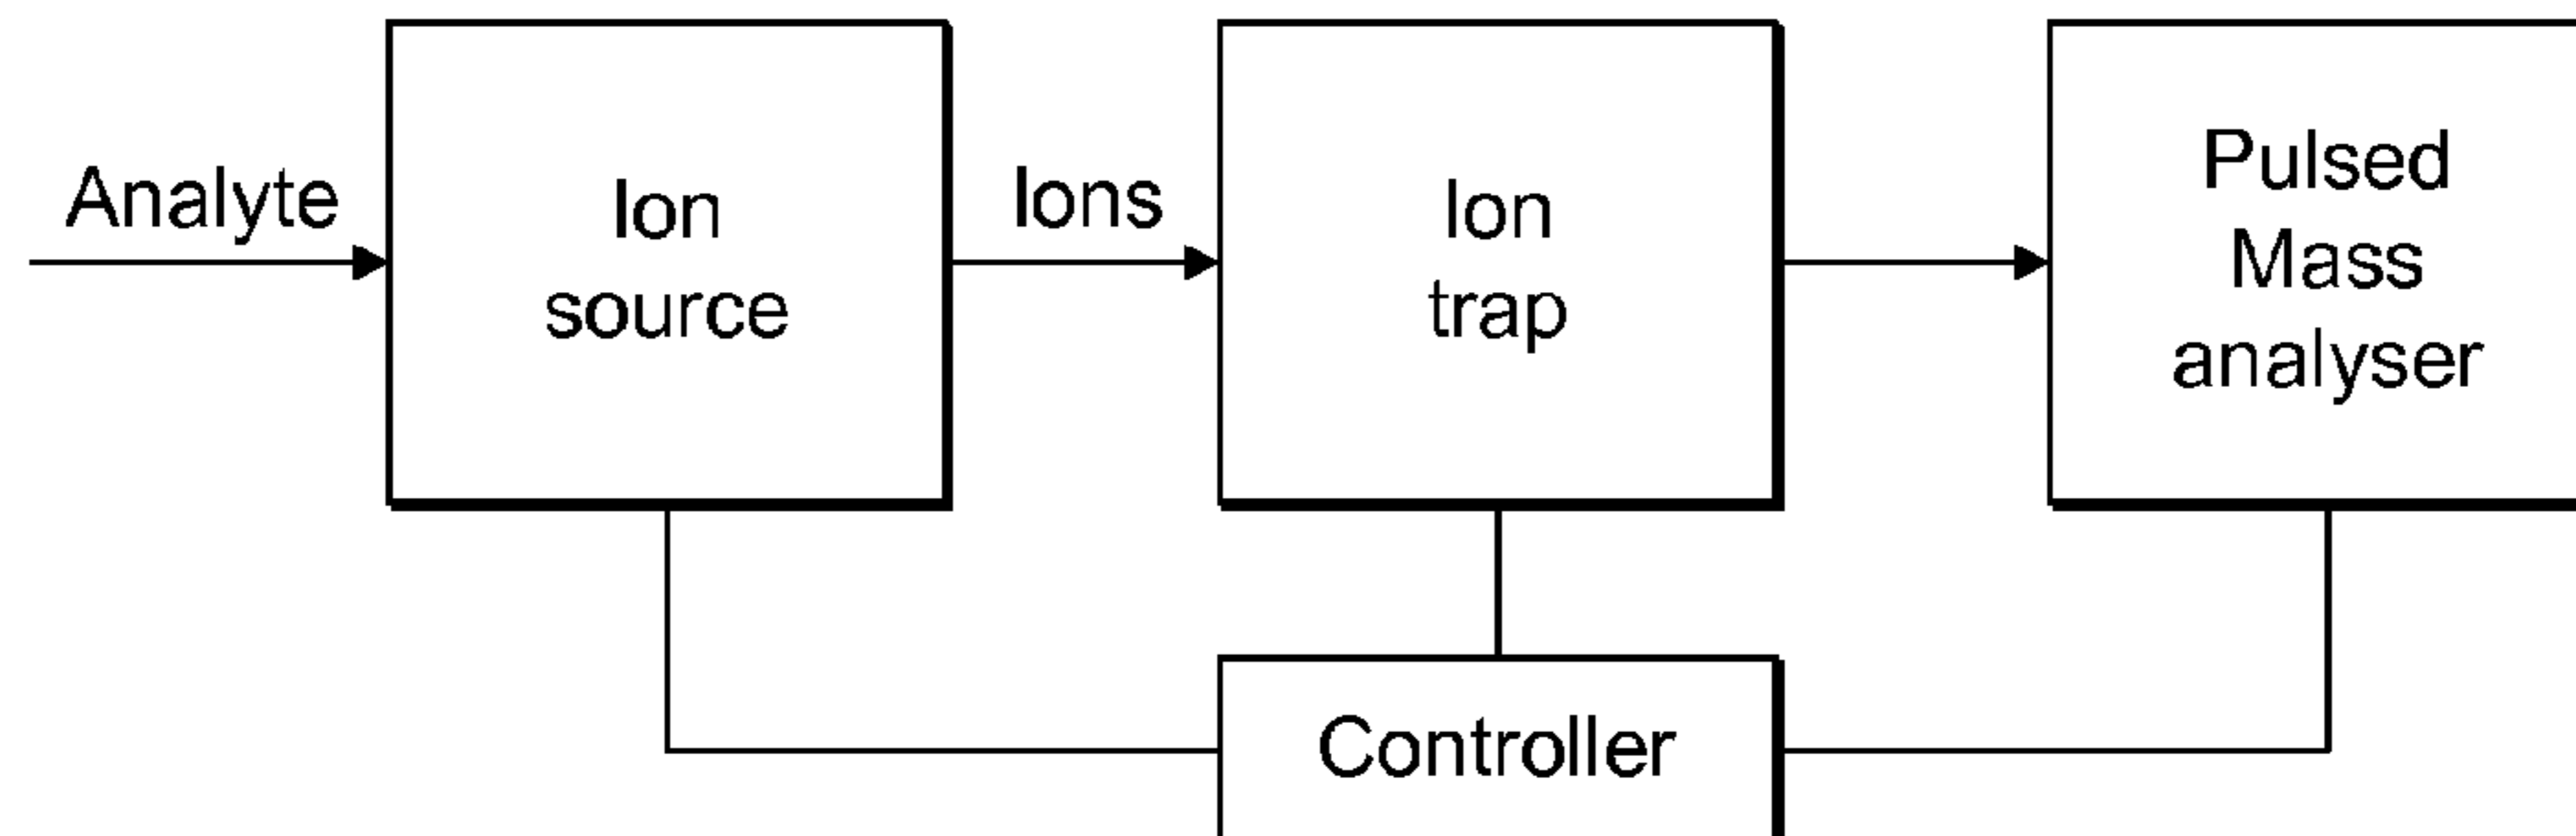 Analyte
Ion
source
Ions
Ion
trap
Pulsed
Mass
analyser
Controller